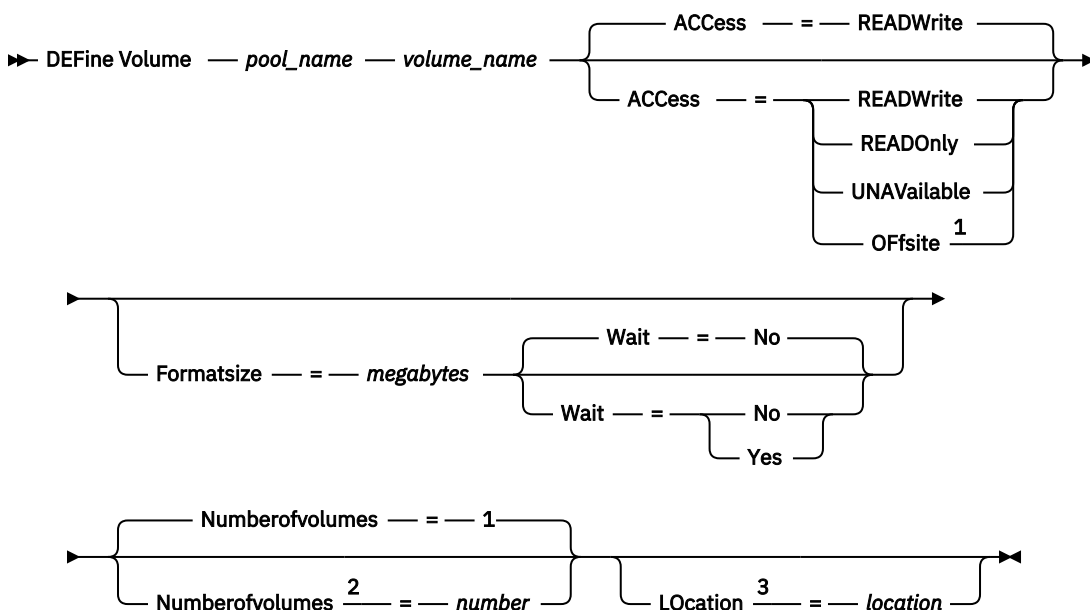 ACCess = READWrite
DEFine Volume pool_name volume_name
ACCess = READWrite
READOnly
UNAVailable
OFfsite 1
Wait = No
Formatsize = megabytes
Wait = No
Yes
Numberofvolumes = 1
Numberofvolumes 2 = number
LOcation 3 = location